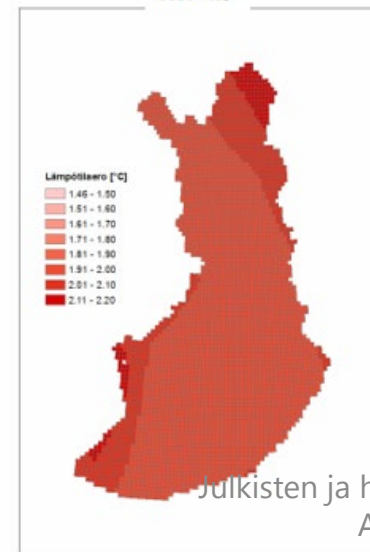 Lämpötilaero [°C]
1.46 - 1.50
1.51 - 1.60
1.61 - 1.70
1.71 - 1.80
1.81 - 1.90
1.91 - 2.00
2.01 - 2.10
2.11 - 2.20
Julkisten ja h
A